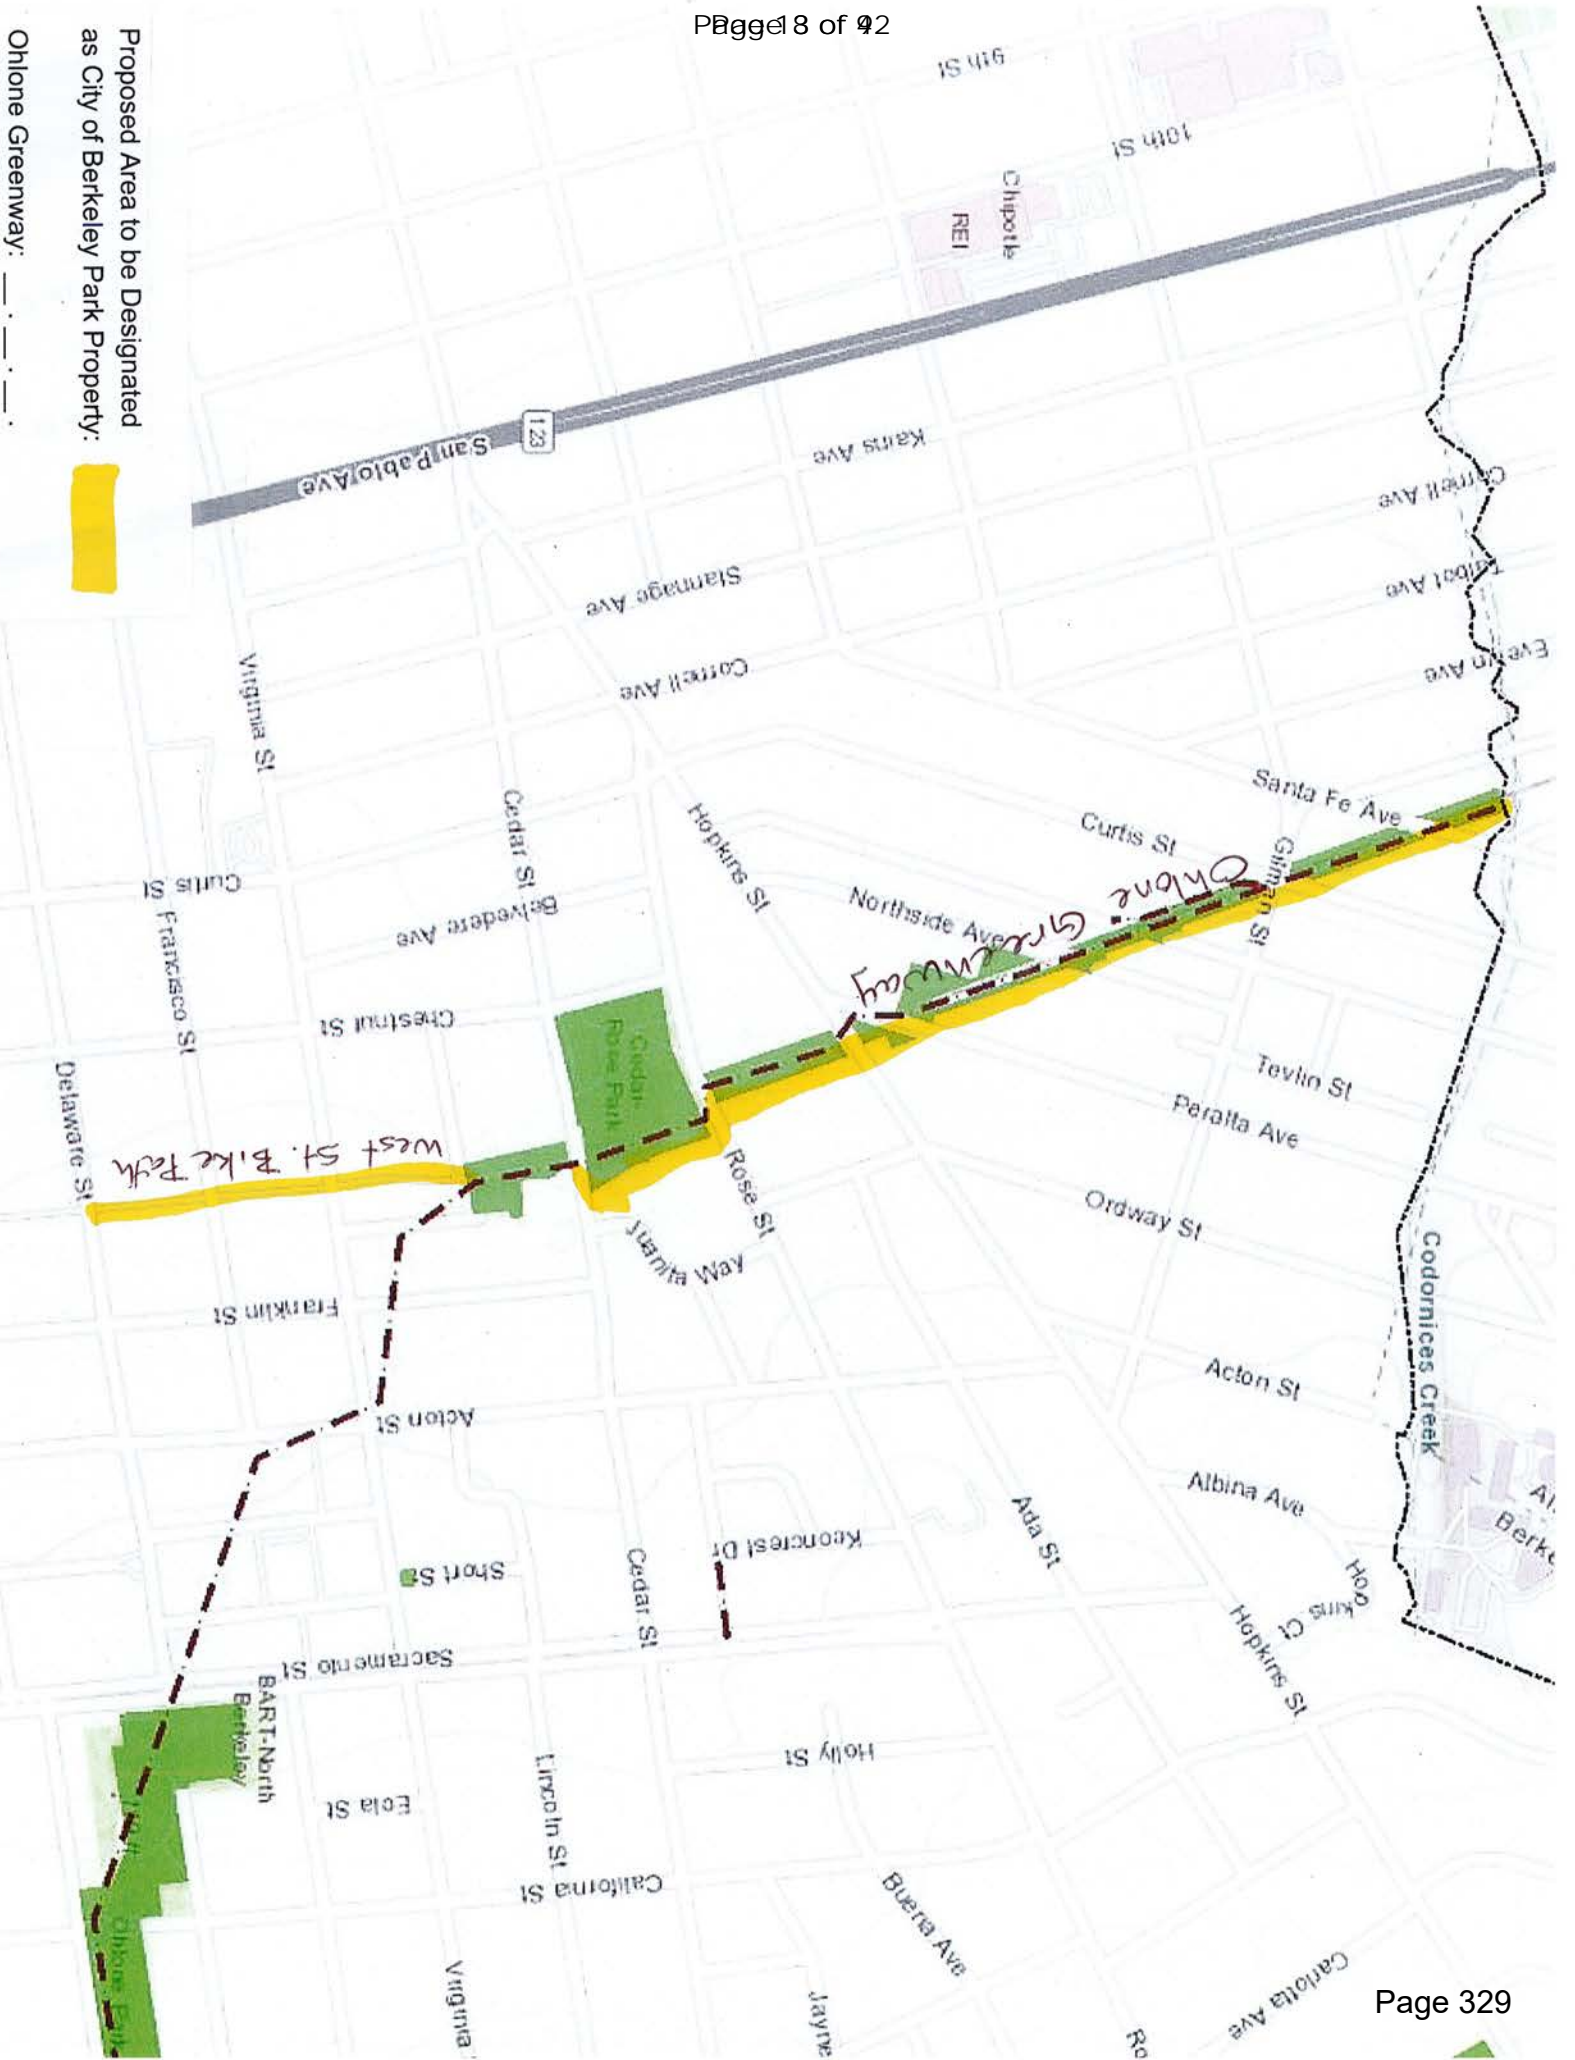 Proposed Area to be Designated
as City of Berkeley Park Property:
Ohlone Greenway:
9th St
10th St
Chipotle
REI
123
San Pablo Ave
Kains Ave
Stannage Ave
Cornell Ave
Cornell Ave
Talbot Ave
Evelyn Ave
Santa Fe Ave
Curtis St
Gilman St
Northside Ave
Hopkins St
Ohlone Greenway
Virginia St
Cedar St
Belvedere Ave
Curtis St
Francisco St
Chestnut St
Cedar-
Rose Park
Delaware St
West St. Bike Path
Rose St
Juanita Way
Tevlin St
Peralta Ave
Ordway St
Codornices Creek
Franklin St
Acton St
Acton St
Albina Ave
Ada St
Keoncrest Dr
Short St
Cedar St
Hopkins Ct
Hopkins St
Sacramento St
BART-North
Berkeley
Holly St
Eola St
Lincoln St
California St
Buena Ave
Virginia
Jayne
Carlotta Ave
Ro
Ohlone Park
Page 329